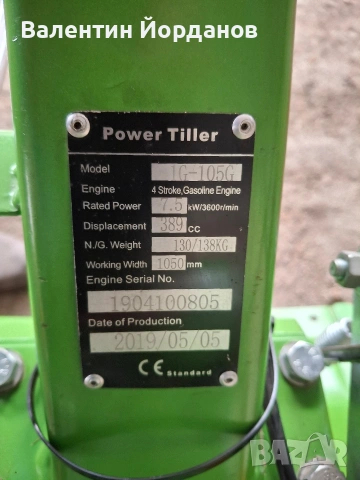 Валентин Йорданов
Power Tiller
Model 1G-105G
Engine 4 Stroke,Gasoline Engine
Rated Power 7.5 kW/3600r/min
Displacement 389 CC
N./G. Weight 130/138KG
Working Width 1050 mm
Engine Serial No.
1904100805
Date of Production
2019/05/05
CE Standard
BAZAR